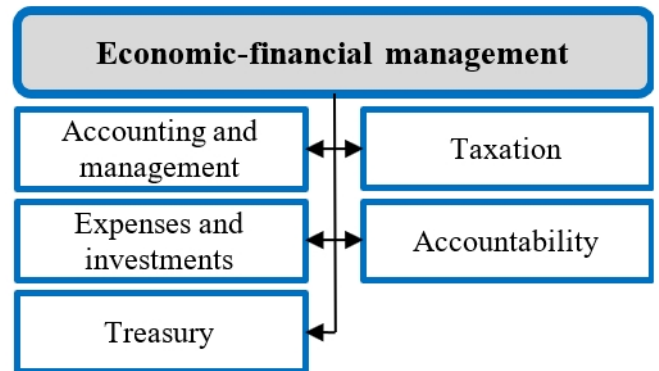 Economic-financial management
Accounting and
management
Taxation
Expenses and
investments
Accountability
Treasury